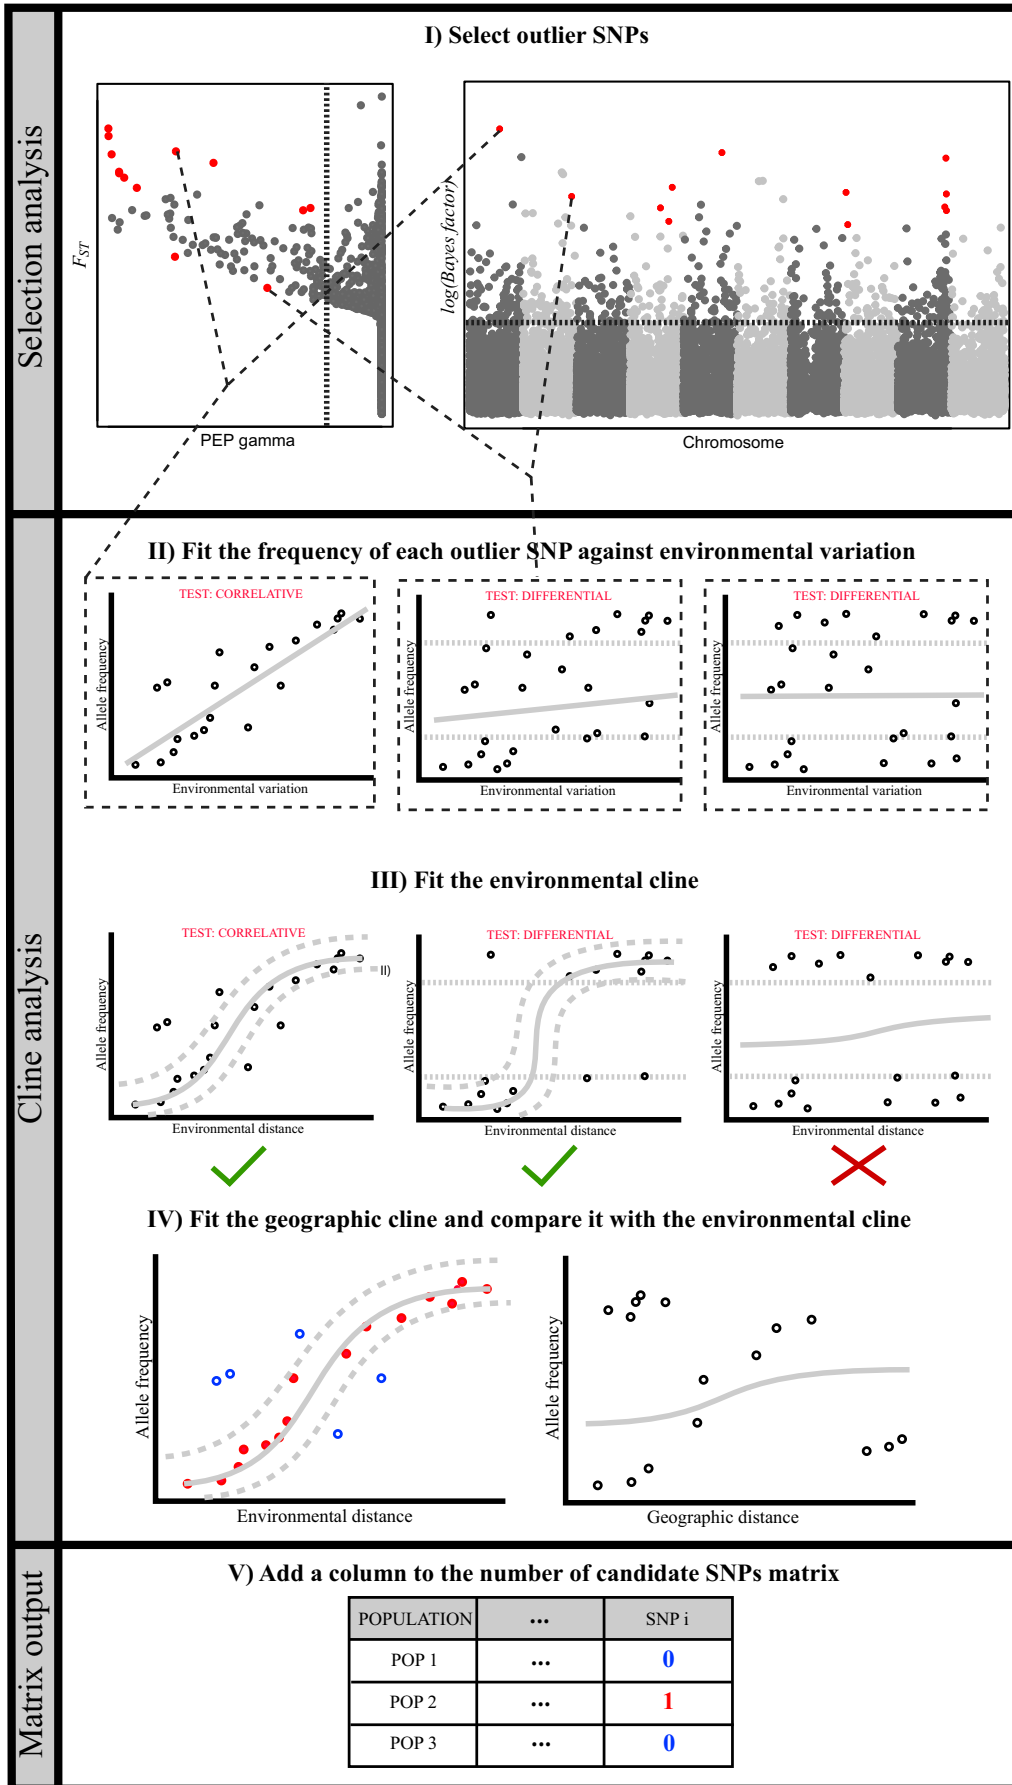 Selection analysis
I) Select outlier SNPs
FST
PEP gamma
log(Bayes factor)
Chromosome
Cline analysis
II) Fit the frequency of each outlier SNP against environmental variation
TEST: CORRELATIVE
Allele frequency
Environmental variation
TEST: DIFFERENTIAL
Allele frequency
Environmental variation
TEST: DIFFERENTIAL
Allele frequency
Environmental variation
III) Fit the environmental cline
TEST: CORRELATIVE
II)
Allele frequency
Environmental distance
TEST: DIFFERENTIAL
Allele frequency
Environmental distance
TEST: DIFFERENTIAL
Allele frequency
Environmental distance
IV) Fit the geographic cline and compare it with the environmental cline
Allele frequency
Environmental distance
Allele frequency
Geographic distance
Matrix output
V) Add a column to the number of candidate SNPs matrix
POPULATION ... SNP i
POP 1 ... 0
POP 2 ... 1
POP 3 ... 0